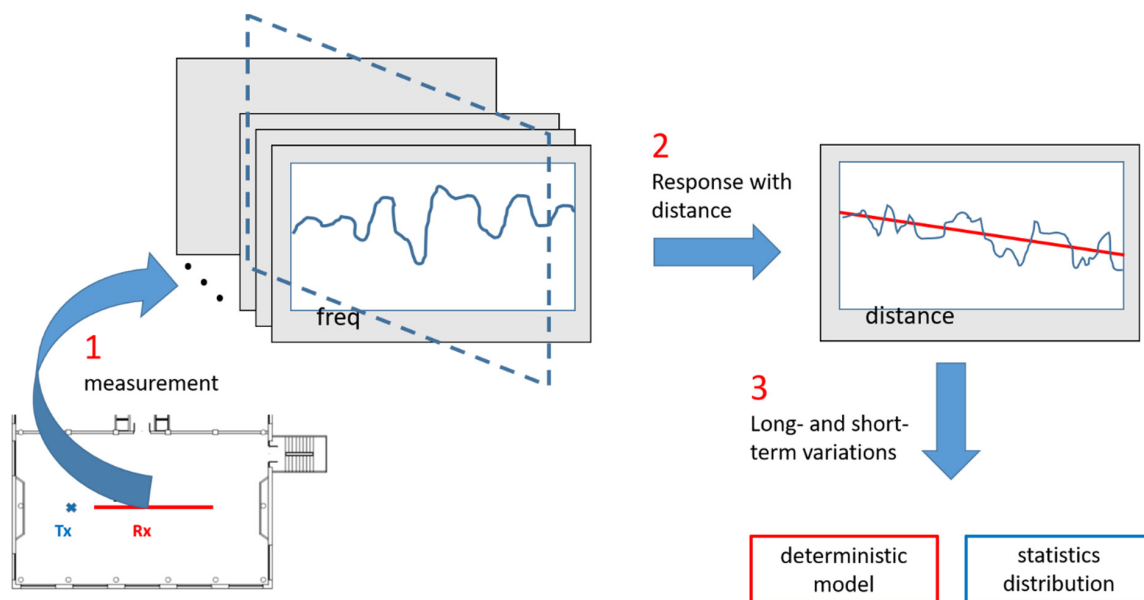 2
Response with
distance
freq
distance
1
measurement
3
Long- and short-
term variations
Tx
Rx
deterministic
model
statistics
distribution